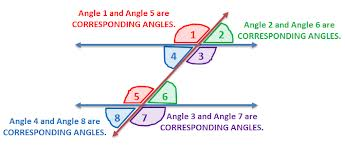 Angle 1 and Angle 5 are
CORRESPONDING ANGLES.
Angle 2 and Angle 6 are
CORRESPONDING ANGLES.
1
2
4
3
5
6
8
7
Angle 4 and Angle 8 are
CORRESPONDING ANGLES.
Angle 3 and Angle 7 are
CORRESPONDING ANGLES.